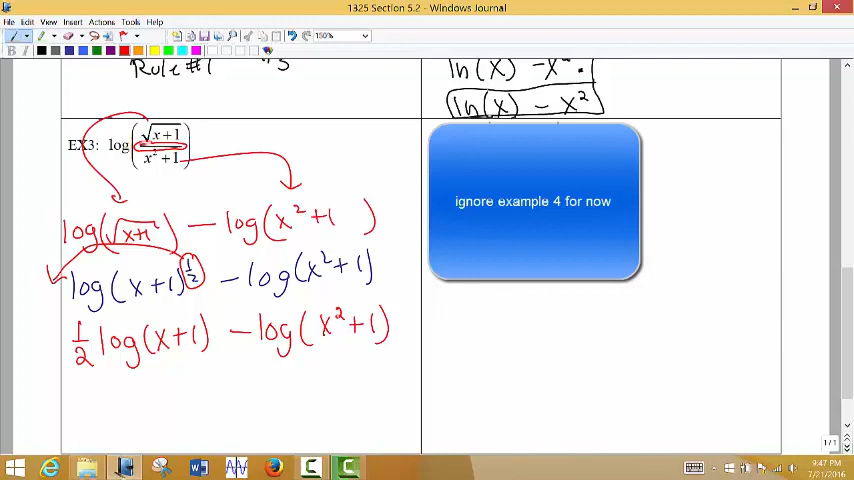 1325 Section 5.2 - Windows Journal
File Edit View Insert Actions Tools Help
150%
B I
Rule #1
ln(x) - x² · 1
ln(x) - x²
EX3: log(√(x+1) / (x²+1))
log(√(x+1)) - log(x²+1)
log(x+1)^(1/2) - log(x²+1)
1/2 log(x+1) - log(x²+1)
ignore example 4 for now
1/1
9:47 PM
7/21/2016